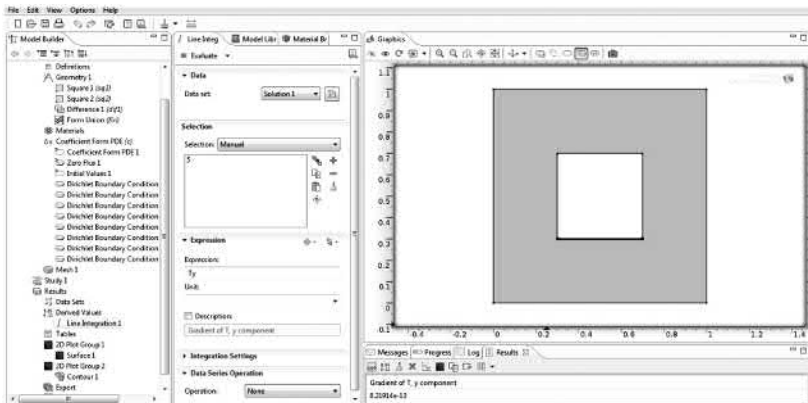 File Edit View Options Help
Model Builder
Definitions
Geometry 1
Square 1 (sq1)
Square 2 (sq2)
Difference 1 (dif1)
Form Union (fin)
Materials
Coefficient Form PDE (c)
Coefficient Form PDE 1
Zero Flux 1
Initial Values 1
Dirichlet Boundary Condition
Dirichlet Boundary Condition
Dirichlet Boundary Condition
Dirichlet Boundary Condition
Dirichlet Boundary Condition
Dirichlet Boundary Condition
Dirichlet Boundary Condition
Dirichlet Boundary Condition
Mesh 1
Study 1
Results
Data Sets
Derived Values
Line Integration 1
Tables
2D Plot Group 1
Surface 1
2D Plot Group 2
Contour 1
Export
Line Integ
Model Libr
Material Br
Evaluate
Data
Data set:
Solution 1
Selection
Selection:
Manual
5
Expression
Expression:
Ty
Unit:
Description:
Gradient of T, y component
Integration Settings
Data Series Operation
Operation:
None
Graphics
1.1
1
0.9
0.8
0.7
0.6
0.5
0.4
0.3
0.2
0.1
0
0.1
-0.4
-0.2
0
0.2
0.4
0.6
0.8
1
1.2
1.4
Messages
Progress
Log
Results
Gradient of T, y component